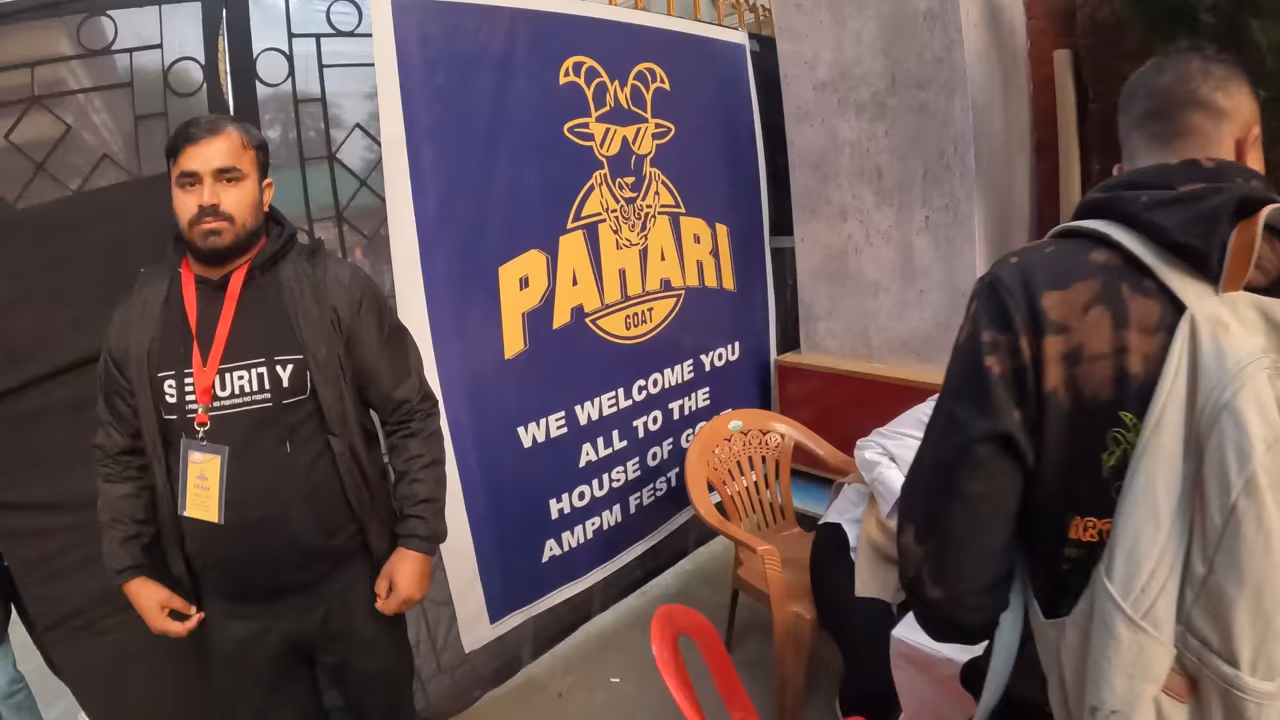 SECURITY
PAHARI
GOAT
WE WELCOME YOU
ALL TO THE
HOUSE OF
AMPM FEST